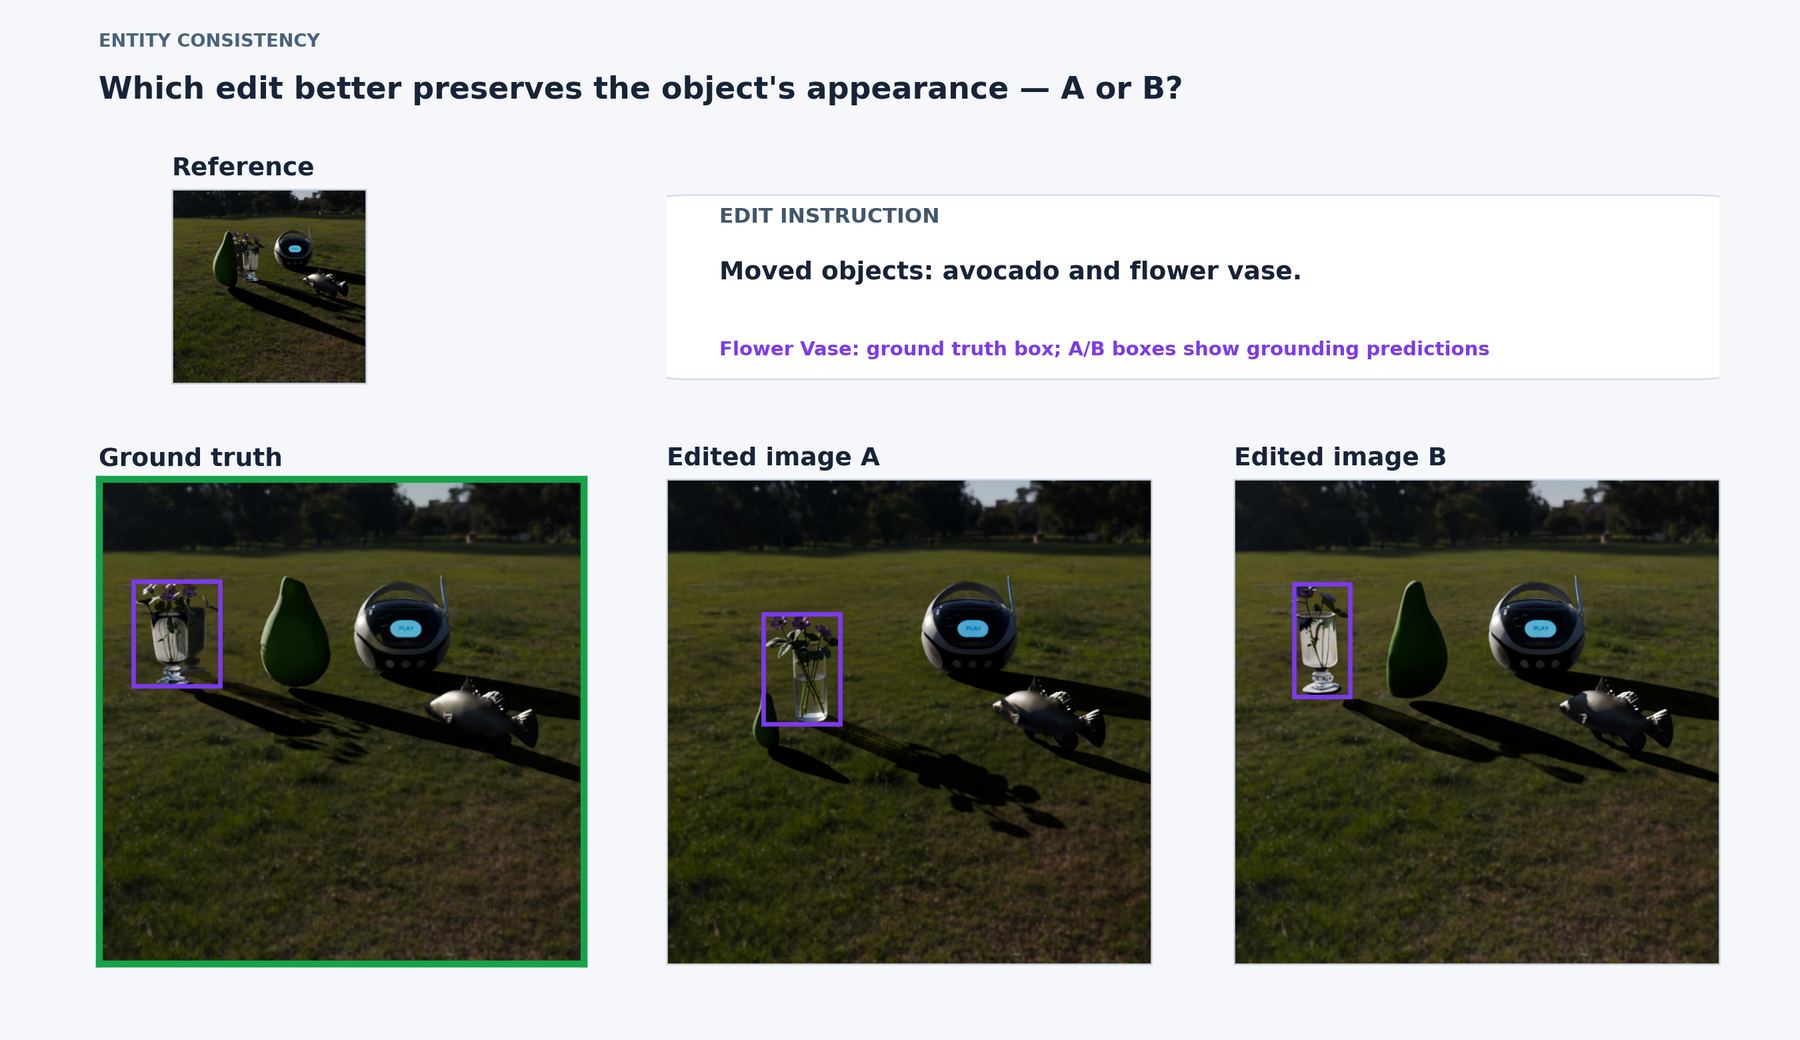 ENTITY CONSISTENCY
Which edit better preserves the object's appearance — A or B?
Reference
EDIT INSTRUCTION
Moved objects: avocado and flower vase.
Flower Vase: ground truth box; A/B boxes show grounding predictions
Ground truth
Edited image A
Edited image B
PLAY
PLAY
PLAY